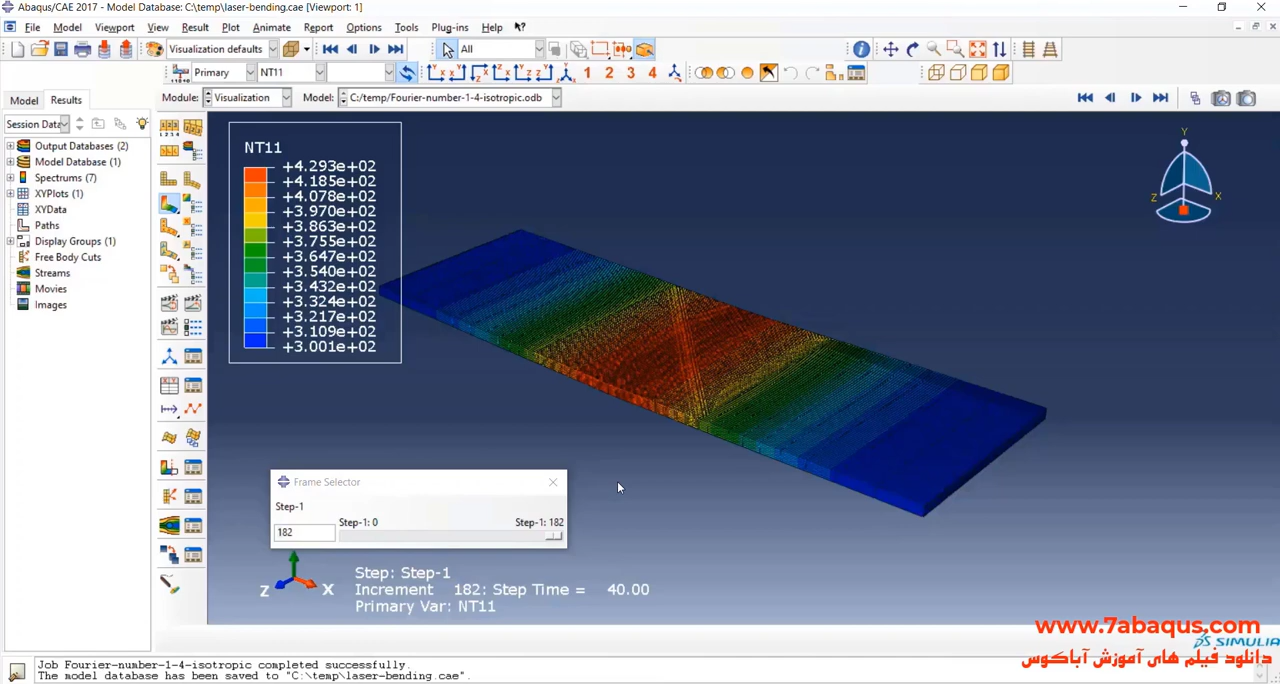 Abaqus/CAE 2017 - Model Database: C:\temp\laser-bending.cae [Viewport: 1]
File Model Viewport View Result Plot Animate Report Options Tools Plug-ins Help
Visualization defaults All
Primary NT11 1 2 3 4
Model Results Module: Visualization Model: C:/temp/Fourier-number-1-4-isotropic.odb
Session Data
Output Databases (2)
Model Database (1)
Spectrums (7)
XYPlots (1)
XYData
Paths
Display Groups (1)
Free Body Cuts
Streams
Movies
Images
NT11
+4.293e+02
+4.185e+02
+4.078e+02
+3.970e+02
+3.863e+02
+3.755e+02
+3.647e+02
+3.540e+02
+3.432e+02
+3.324e+02
+3.217e+02
+3.109e+02
+3.001e+02
Y
Z X
Frame Selector
Step-1
Step-1: 0 Step-1: 182
182
Z X
Step: Step-1
Increment 182: Step Time = 40.00
Primary Var: NT11
www.7abaqus.com
SIMULIA
دانلود فیلم های آموزش آباکوس
Job Fourier-number-1-4-isotropic completed successfully.
The model database has been saved to "C:\temp\laser-bending.cae".